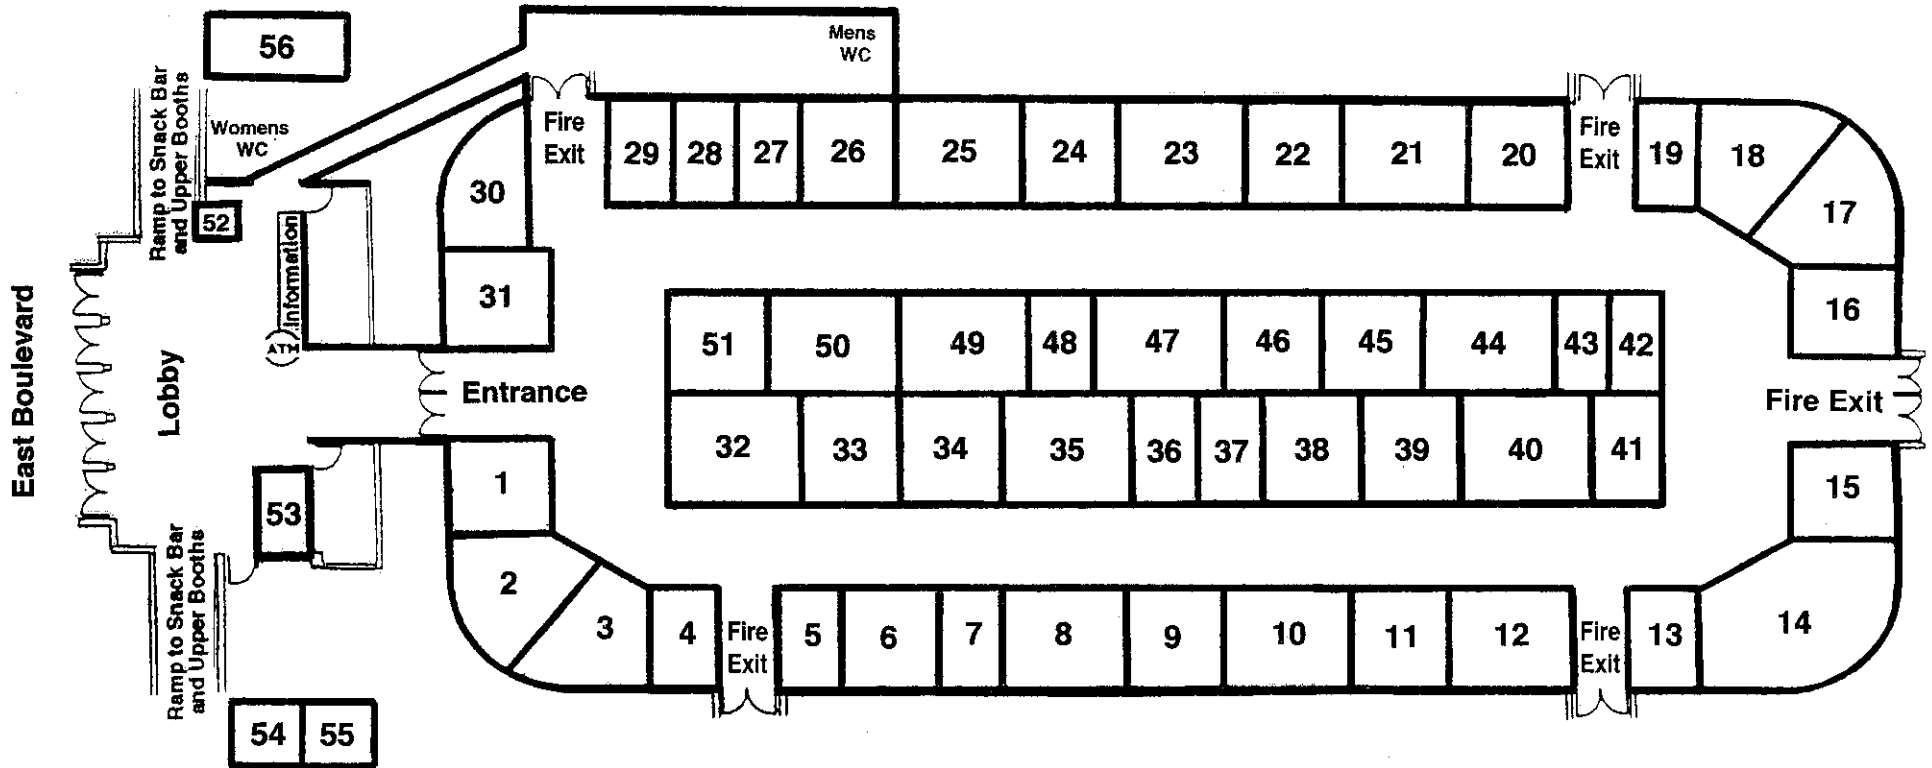 56
Mens
WC
Womens
WC
Ramp to Snack Bar
and Upper Booths
52
Information
ATM
East Boulevard
Lobby
Entrance
53
Ramp to Snack Bar
and Upper Booths
54 55
Fire
Exit
29 28 27 26 25 24 23 22 21 20
Fire
Exit
19 18
17
16
30
31
51 50 49 48 47 46 45 44 43 42
32 33 34 35 36 37 38 39 40 41
Fire Exit
15
14
1
2
3 4
Fire
Exit
5 6 7 8 9 10 11 12
Fire
Exit
13